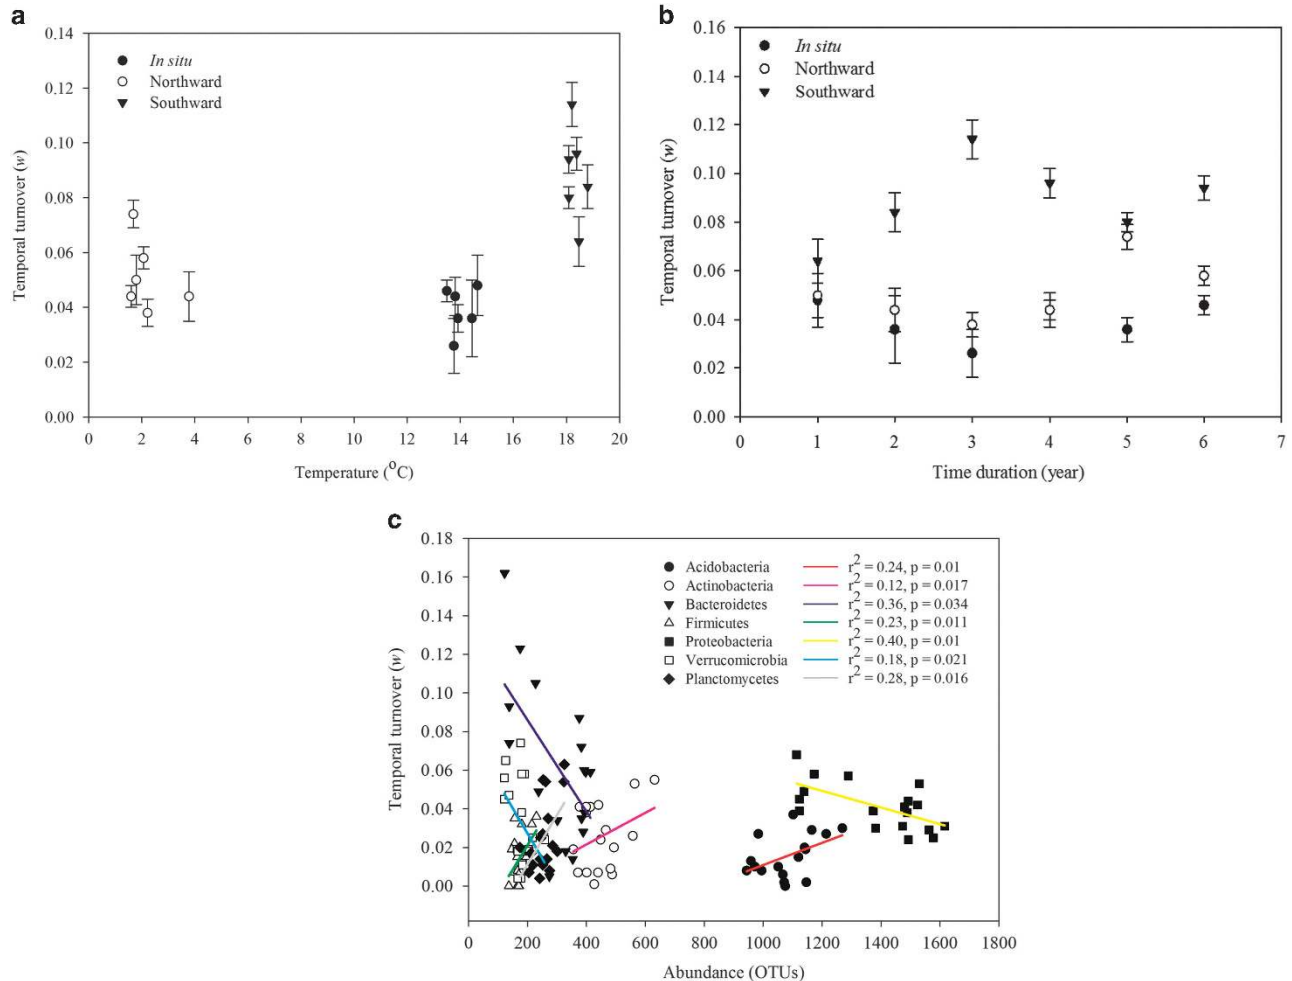 a
0.14
0.12
0.10
0.08
0.06
0.04
0.02
0.00
Temporal turnover (w)
In situ
Northward
Southward
0 2 4 6 8 10 12 14 16 18 20
Temperature (°C)
b
0.16
0.14
0.12
0.10
0.08
0.06
0.04
0.02
0.00
Temporal turnover (w)
In situ
Northward
Southward
0 1 2 3 4 5 6 7
Time duration (year)
c
0.18
0.16
0.14
0.12
0.10
0.08
0.06
0.04
0.02
0.00
Temporal turnover (w)
Acidobacteria r² = 0.24, p = 0.01
Actinobacteria r² = 0.12, p = 0.017
Bacteroidetes r² = 0.36, p = 0.034
Firmicutes r² = 0.23, p = 0.011
Proteobacteria r² = 0.40, p = 0.01
Verrucomicrobia r² = 0.18, p = 0.021
Planctomycetes r² = 0.28, p = 0.016
0 200 400 600 1000 1200 1400 1600 1800
Abundance (OTUs)